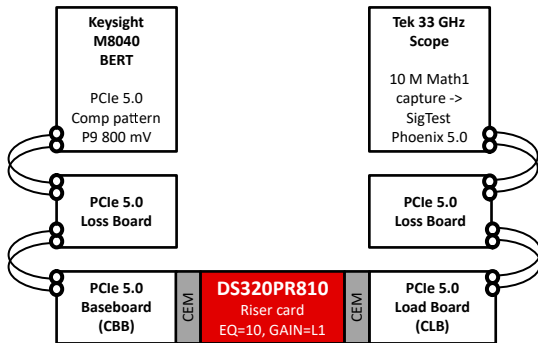 Keysight
M8040
BERT
PCIe 5.0
Comp pattern
P9 800 mV
Tek 33 GHz
Scope
10 M Math1
capture ->
SigTest
Phoenix 5.0
PCIe 5.0
Loss Board
PCIe 5.0
Loss Board
PCIe 5.0
Baseboard
(CBB)
CEM
DS320PR810
Riser card
EQ=10, GAIN=L1
CEM
PCIe 5.0
Load Board
(CLB)